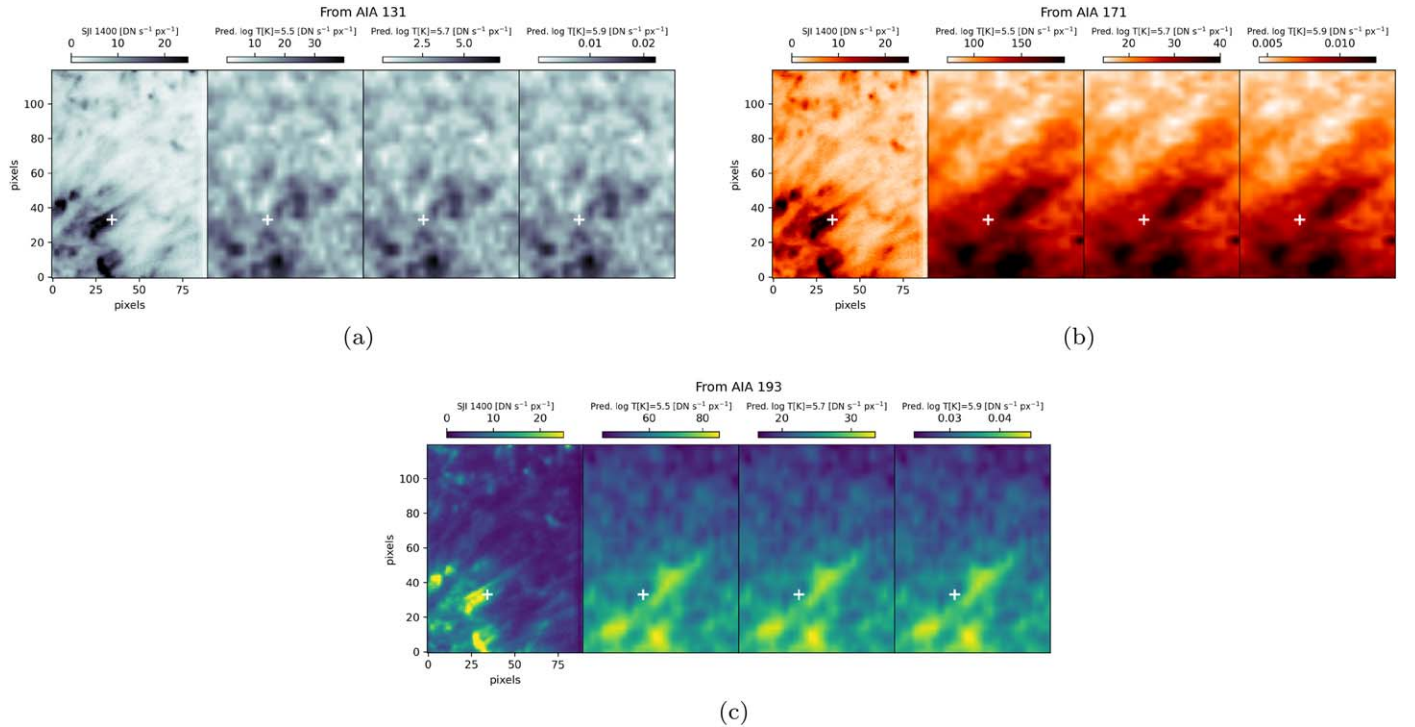 From AIA 131
SJI 1400 [DN s⁻¹ px⁻¹] Pred. log T[K]=5.5 [DN s⁻¹ px⁻¹] Pred. log T[K]=5.7 [DN s⁻¹ px⁻¹] Pred. log T[K]=5.9 [DN s⁻¹ px⁻¹]
0 10 20 10 20 30 2.5 5.0 0.01 0.02
100
80
60
40
20
0
pixels
0 25 50 75
pixels
(a)
From AIA 171
SJI 1400 [DN s⁻¹ px⁻¹] Pred. log T[K]=5.5 [DN s⁻¹ px⁻¹] Pred. log T[K]=5.7 [DN s⁻¹ px⁻¹] Pred. log T[K]=5.9 [DN s⁻¹ px⁻¹]
0 10 20 100 150 20 30 40 0.005 0.010
100
80
60
40
20
0
pixels
0 25 50 75
pixels
(b)
From AIA 193
SJI 1400 [DN s⁻¹ px⁻¹] Pred. log T[K]=5.5 [DN s⁻¹ px⁻¹] Pred. log T[K]=5.7 [DN s⁻¹ px⁻¹] Pred. log T[K]=5.9 [DN s⁻¹ px⁻¹]
0 10 20 60 80 20 30 0.03 0.04
100
80
60
40
20
0
pixels
0 25 50 75
pixels
(c)